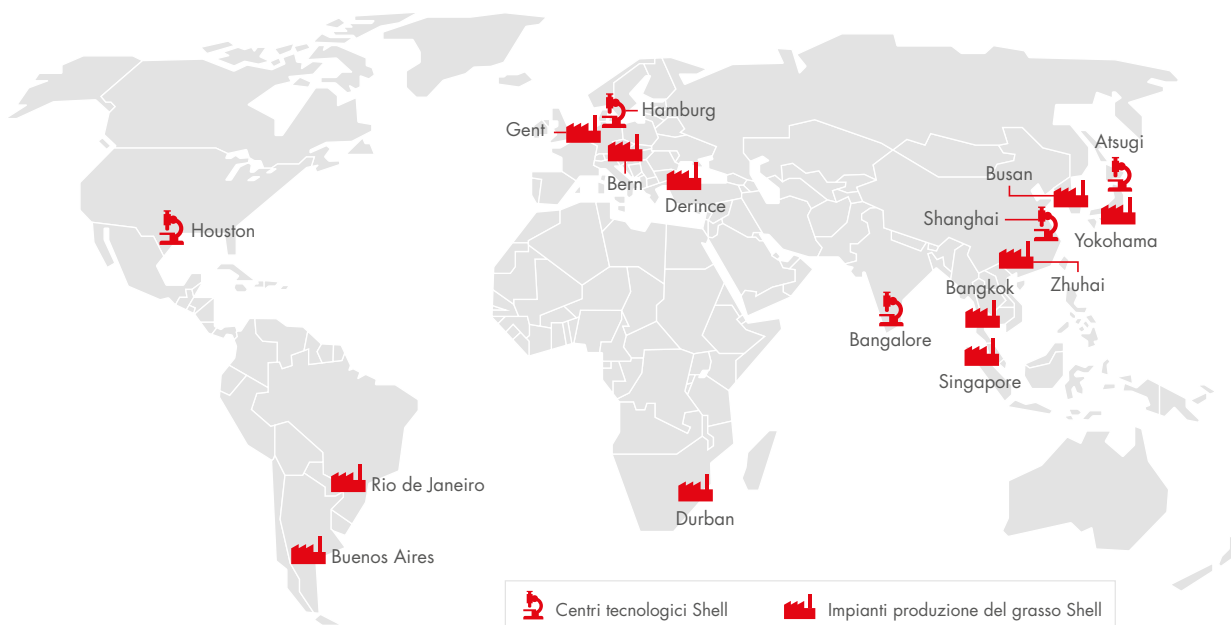 Hamburg
Gent
Atsugi
Busan
Bern
Derince
Shanghai
Houston
Yokohama
Zhuhai
Bangkok
Bangalore
Singapore
Rio de Janeiro
Durban
Buenos Aires
Centri tecnologici Shell
Impianti produzione del grasso Shell